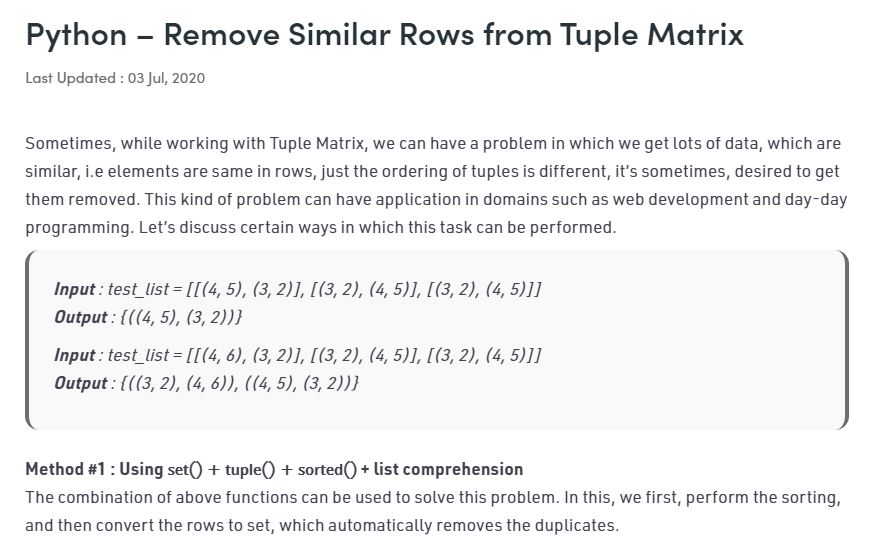 Python – Remove Similar Rows from Tuple Matrix
Last Updated : 03 Jul, 2020
Sometimes, while working with Tuple Matrix, we can have a problem in which we get lots of data, which are
similar, i.e elements are same in rows, just the ordering of tuples is different, it’s sometimes, desired to get
them removed. This kind of problem can have application in domains such as web development and day-day
programming. Let’s discuss certain ways in which this task can be performed.
Input : test_list = [[(4, 5), (3, 2)], [(3, 2), (4, 5)], [(3, 2), (4, 5)]]
Output : {((4, 5), (3, 2))}
Input : test_list = [[(4, 6), (3, 2)], [(3, 2), (4, 5)], [(3, 2), (4, 5)]]
Output : {((3, 2), (4, 6)), ((4, 5), (3, 2))}
Method #1 : Using set() + tuple() + sorted() + list comprehension
The combination of above functions can be used to solve this problem. In this, we first, perform the sorting,
and then convert the rows to set, which automatically removes the duplicates.